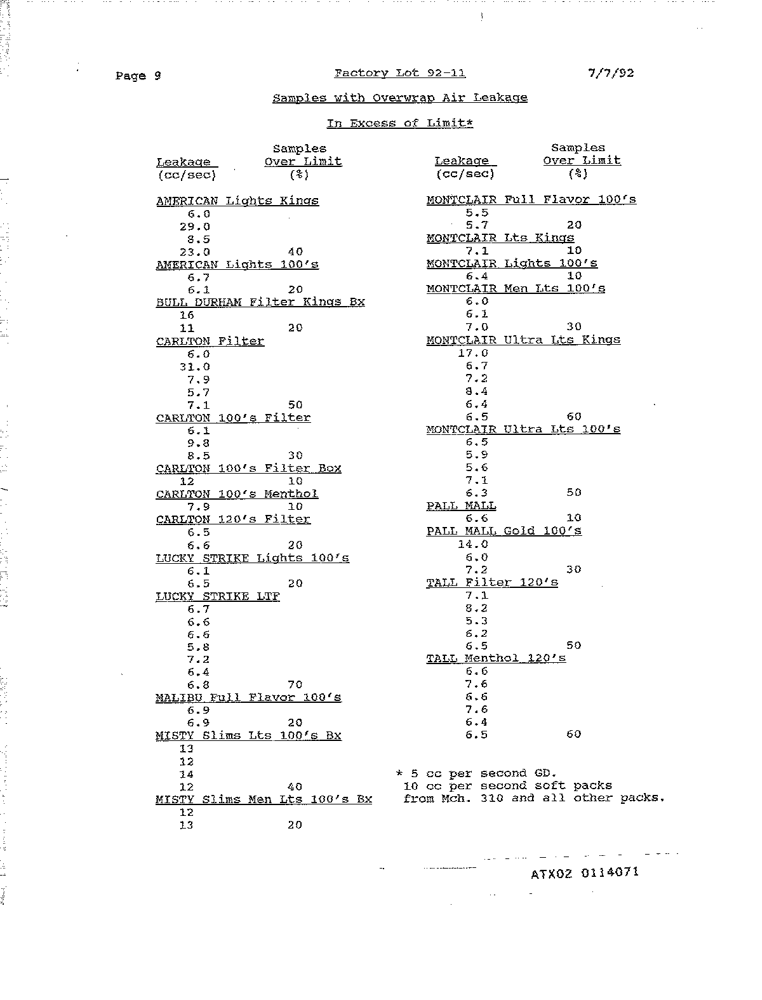 Page 9
Factory Lot 92-11
7/7/92
Samples with Overwrap Air Leakage
In Excess of Limit*
Samples
Leakage Over Limit
(cc/sec) (%)
AMERICAN Lights Kings
6.0
29.0
8.5
23.0 40
AMERICAN Lights 100's
6.7
6.1 20
BULL DURHAM Filter Kings Bx
16
11 20
CARLTON Filter
6.0
31.0
7.9
5.7
7.1 50
CARLTON 100's Filter
6.1
9.8
8.5 30
CARLTON 100's Filter Box
12 10
CARLTON 100's Menthol
7.9 10
CARLTON 120's Filter
6.5
6.6 20
LUCKY STRIKE Lights 100's
6.1
6.5 20
LUCKY STRIKE LTF
6.7
6.6
6.6
5.8
7.2
6.4
6.8 70
MALIBU Full Flavor 100's
6.9
6.9 20
MISTY Slims Lts 100's Bx
13
12
14
12 40
MISTY Slims Men Lts 100's Bx
12
13 20
Samples
Leakage Over Limit
(cc/sec) (%)
MONTCLAIR Full Flavor 100's
5.5
5.7 20
MONTCLAIR Lts Kings
7.1 10
MONTCLAIR Lights 100's
6.4 10
MONTCLAIR Men Lts 100's
6.0
6.1
7.0 30
MONTCLAIR Ultra Lts Kings
17.0
6.7
7.2
8.4
6.4
6.5 60
MONTCLAIR Ultra Lts 100's
6.5
5.9
5.6
7.1
6.3 50
PALL MALL
6.6 10
PALL MALL Gold 100's
14.0
6.0
7.2 30
TALL Filter 120's
7.1
8.2
5.3
6.2
6.5 50
TALL Menthol 120's
6.6
7.6
6.6
7.6
6.4
6.5 60
* 5 cc per second GD.
10 cc per second soft packs
from Mch. 310 and all other packs.
ATX02 0114071